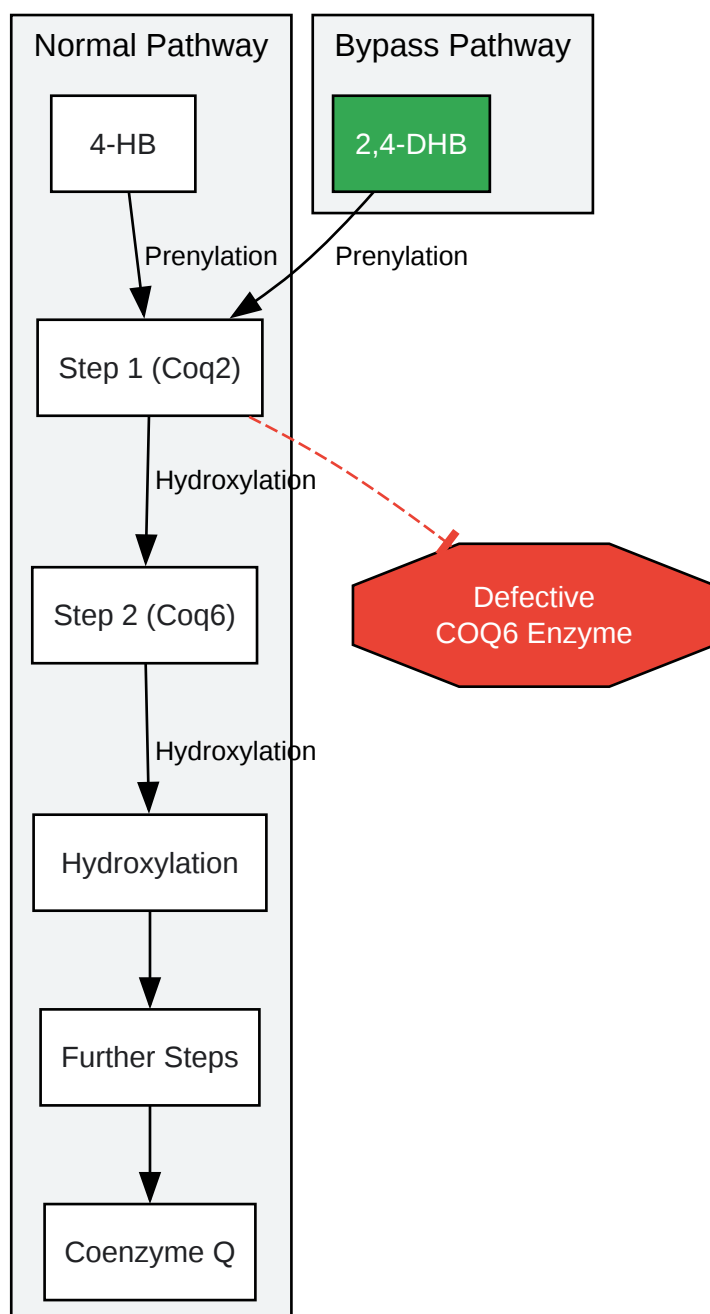 Normal Pathway
Bypass Pathway
4-HB
2,4-DHB
Prenylation
Prenylation
Step 1 (Coq2)
Hydroxylation
Step 2 (Coq6)
Defective
COQ6 Enzyme
Hydroxylation
Hydroxylation
Further Steps
Coenzyme Q